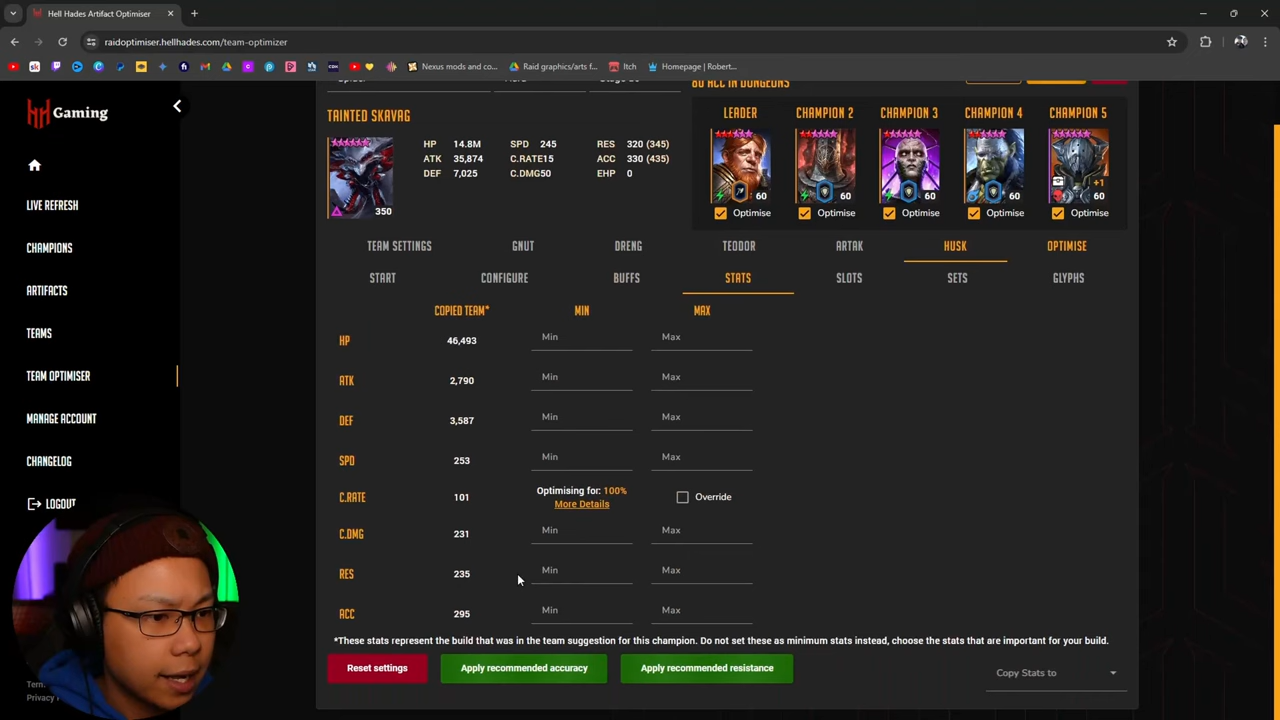 Hell Hades Artifact Optimiser
raidoptimiser.hellhades.com/team-optimizer
Nexus mods and co...
Raid graphics/arts f...
Itch
Homepage | Robert...
Gaming
LIVE REFRESH
CHAMPIONS
ARTIFACTS
TEAMS
TEAM OPTIMISER
MANAGE ACCOUNT
CHANGELOG
LOGOUT
80 ACC IN DUNGEONS
TAINTED SKAVAG
350
HP 14.8M SPD 245 RES 320 (345)
ATK 35,874 C.RATE15 ACC 330 (435)
DEF 7,025 C.DMG50 EHP 0
LEADER CHAMPION 2 CHAMPION 3 CHAMPION 4 CHAMPION 5
+1
60 60 60 60 60
Optimise Optimise Optimise Optimise Optimise
TEAM SETTINGS GNUT DRENG TEODOR ARTAK HUSK OPTIMISE
START CONFIGURE BUFFS STATS SLOTS SETS GLYPHS
COPIED TEAM* MIN MAX
HP 46,493 Min Max
ATK 2,790 Min Max
DEF 3,587 Min Max
SPD 253 Min Max
C.RATE 101 Optimising for: 100% Override
More Details
C.DMG 231 Min Max
RES 235 Min Max
ACC 295 Min Max
*These stats represent the build that was in the team suggestion for this champion. Do not set these as minimum stats instead, choose the stats that are important for your build.
Reset settings Apply recommended accuracy Apply recommended resistance Copy Stats to